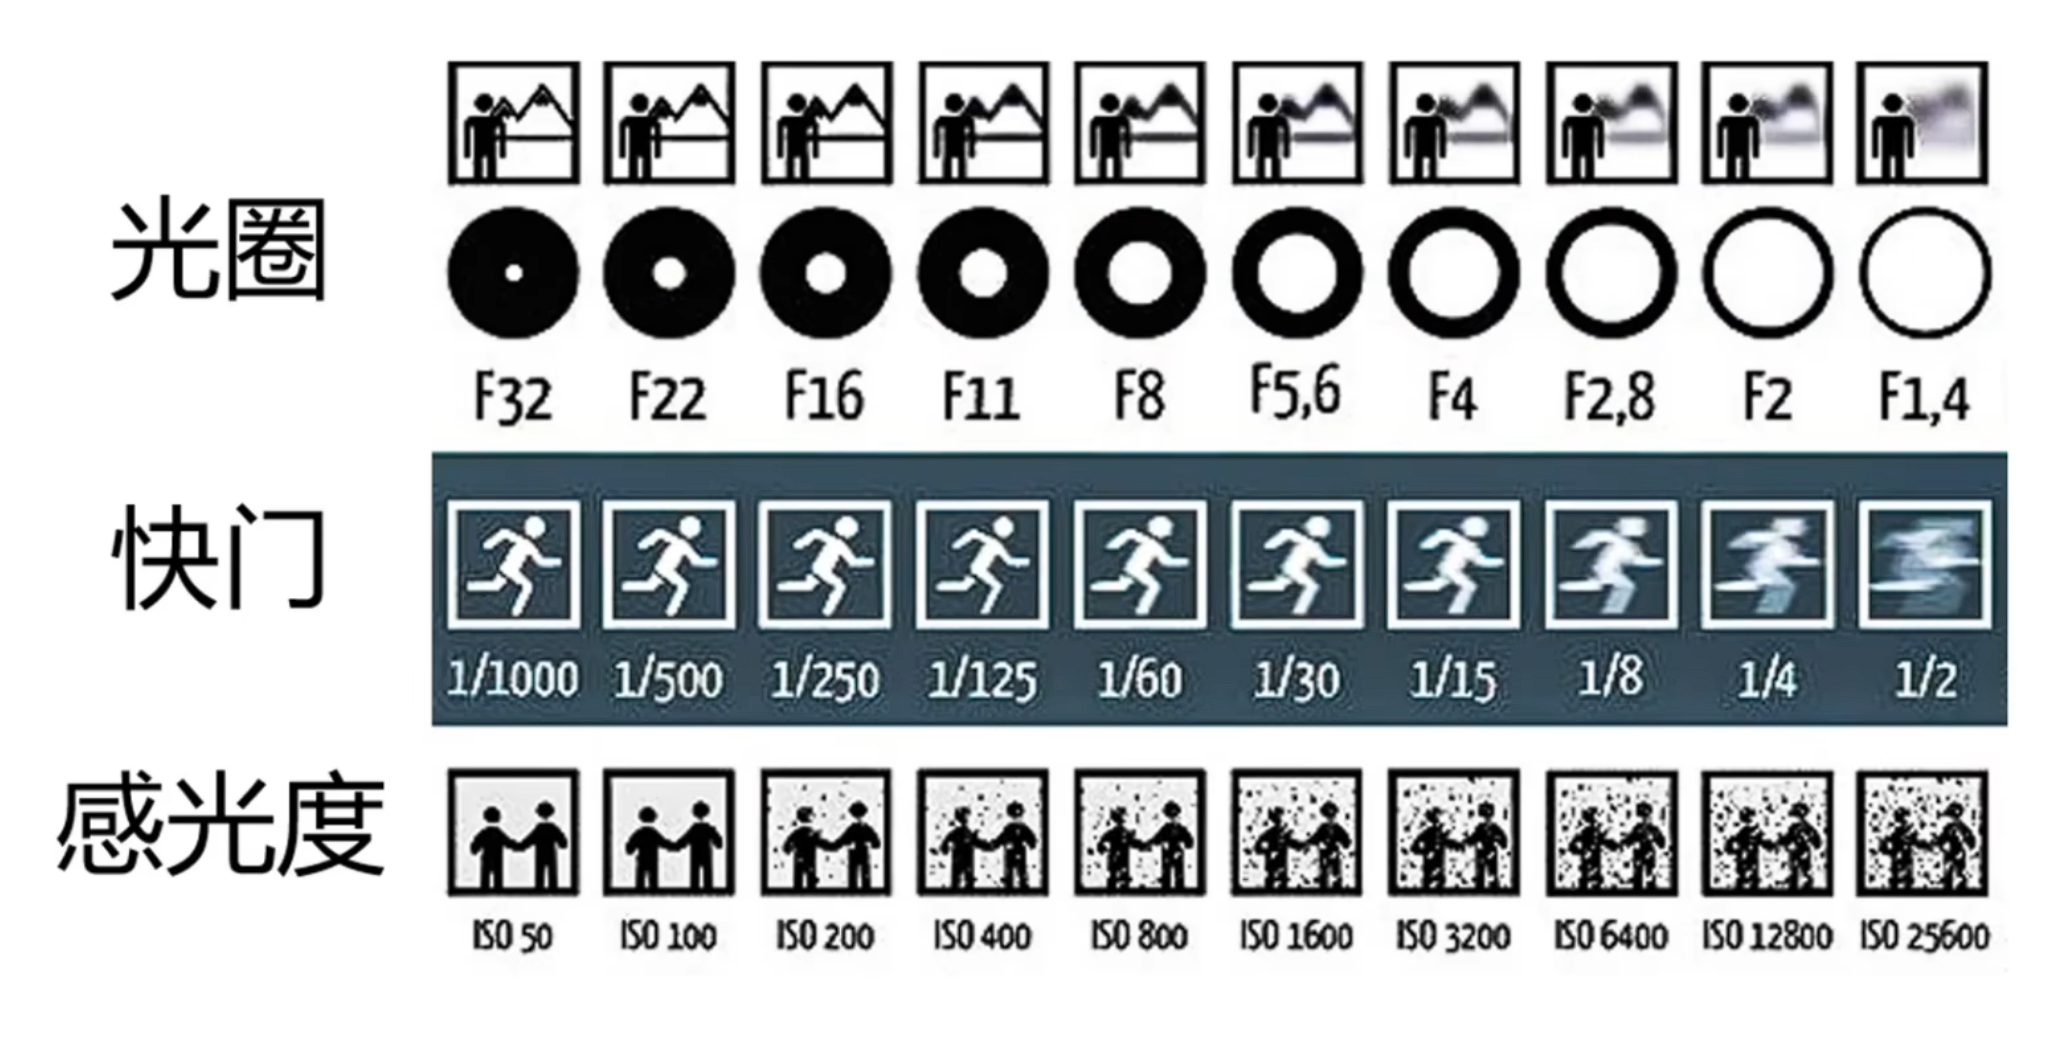 光圈
F32 F22 F16 F11 F8 F5,6 F4 F2,8 F2 F1,4
快门
1/1000 1/500 1/250 1/125 1/60 1/30 1/15 1/8 1/4 1/2
感光度
ISO 50 ISO 100 ISO 200 ISO 400 ISO 800 ISO 1600 ISO 3200 ISO 6400 ISO 12800 ISO 25600